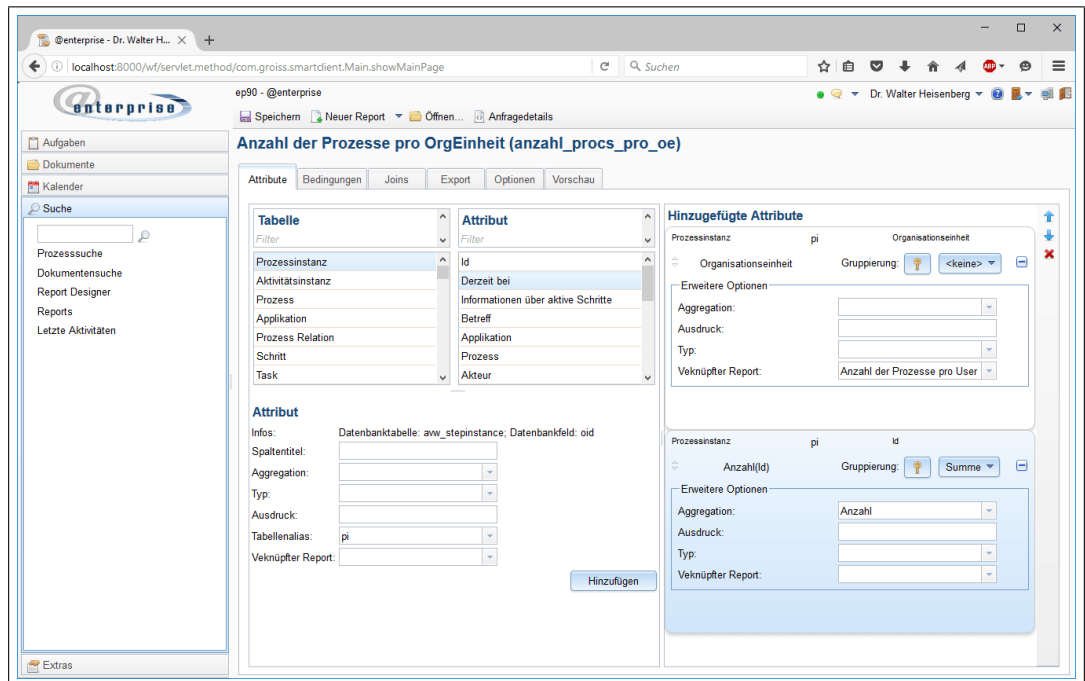 @enterprise - Dr. Walter H...
localhost:8000/wf/servlet.method/com.groiss.smartclient.Main.showMainPage
Suchen
ABP
@enterprise
ep90 - @enterprise
Dr. Walter Heisenberg
Speichern Neuer Report Öffnen... Anfragedetails
Aufgaben
Dokumente
Kalender
Suche
Prozesssuche
Dokumentensuche
Report Designer
Reports
Letzte Aktivitäten
Extras
Anzahl der Prozesse pro OrgEinheit (anzahl_procs_pro_oe)
Attribute Bedingungen Joins Export Optionen Vorschau
Tabelle
Filter
Prozessinstanz
Aktivitätsinstanz
Prozess
Applikation
Prozess Relation
Schritt
Task
Attribut
Filter
Id
Derzeit bei
Informationen über aktive Schritte
Betreff
Applikation
Prozess
Akteur
Attribut
Infos: Datenbanktabelle: avw_stepinstance; Datenbankfeld: oid
Spaltentitel:
Aggregation:
Typ:
Ausdruck:
Tabellenalias: pi
Veknüpfter Report:
Hinzufügen
Hinzugefügte Attribute
Prozessinstanz pi Organisationseinheit
Organisationseinheit Gruppierung: <keine>
Erweitere Optionen
Aggregation:
Ausdruck:
Typ:
Veknüpfter Report: Anzahl der Prozesse pro User
Prozessinstanz pi Id
Anzahl(Id) Gruppierung: Summe
Erweitere Optionen
Aggregation: Anzahl
Ausdruck:
Typ:
Veknüpfter Report: